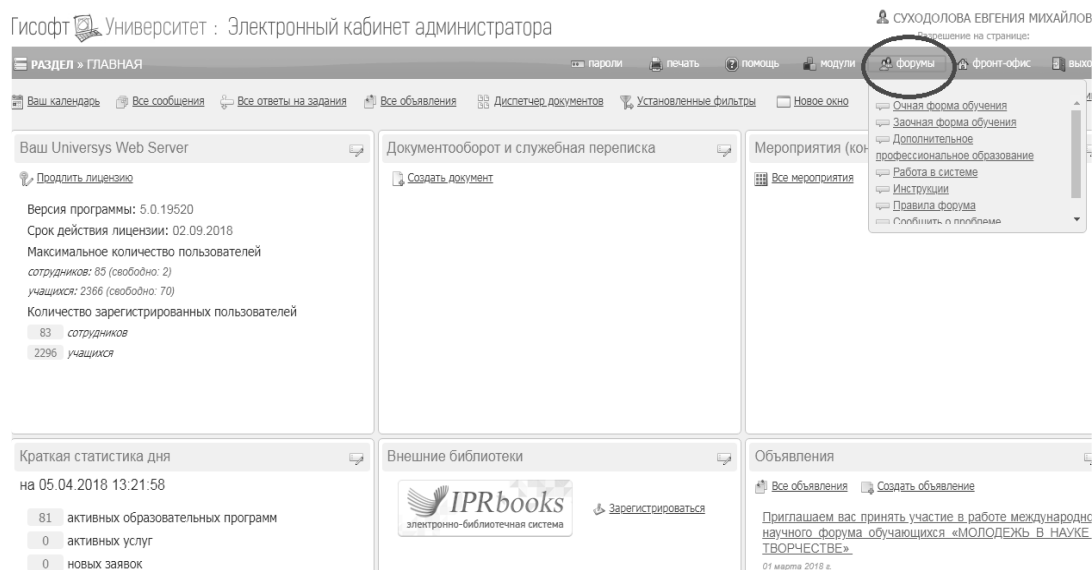 Гисофт Университет : Электронный кабинет администратора
СУХОДОЛОВА ЕВГЕНИЯ МИХАЙЛОВ
Разрешение на странице:
РАЗДЕЛ » ГЛАВНАЯ
пароли печать помощь модули форумы фронт-офис выхо
Ваш календарь Все сообщения Все ответы на задания Все объявления Диспетчер документов Установленные фильтры Новое окно
Очная форма обучения
Заочная форма обучения
Дополнительное
профессиональное образование
Работа в системе
Инструкции
Правила форума
Сообщить о проблеме
Ваш Universys Web Server
Продлить лицензию
Версия программы: 5.0.19520
Срок действия лицензии: 02.09.2018
Максимальное количество пользователей
сотрудников: 85 (свободно: 2)
учащихся: 2366 (свободно: 70)
Количество зарегистрированных пользователей
83 сотрудников
2296 учащихся
Документооборот и служебная переписка
Создать документ
Мероприятия (кон
Все мероприятия
Краткая статистика дня
на 05.04.2018 13:21:58
81 активных образовательных программ
0 активных услуг
0 новых заявок
Внешние библиотеки
IPRbooks
электронно-библиотечная система
Зарегистрироваться
Объявления
Все объявления Создать объявление
Приглашаем вас принять участие в работе международно
научного форума обучающихся «МОЛОДЕЖЬ В НАУКЕ
ТВОРЧЕСТВЕ»
01 марта 2018 г.